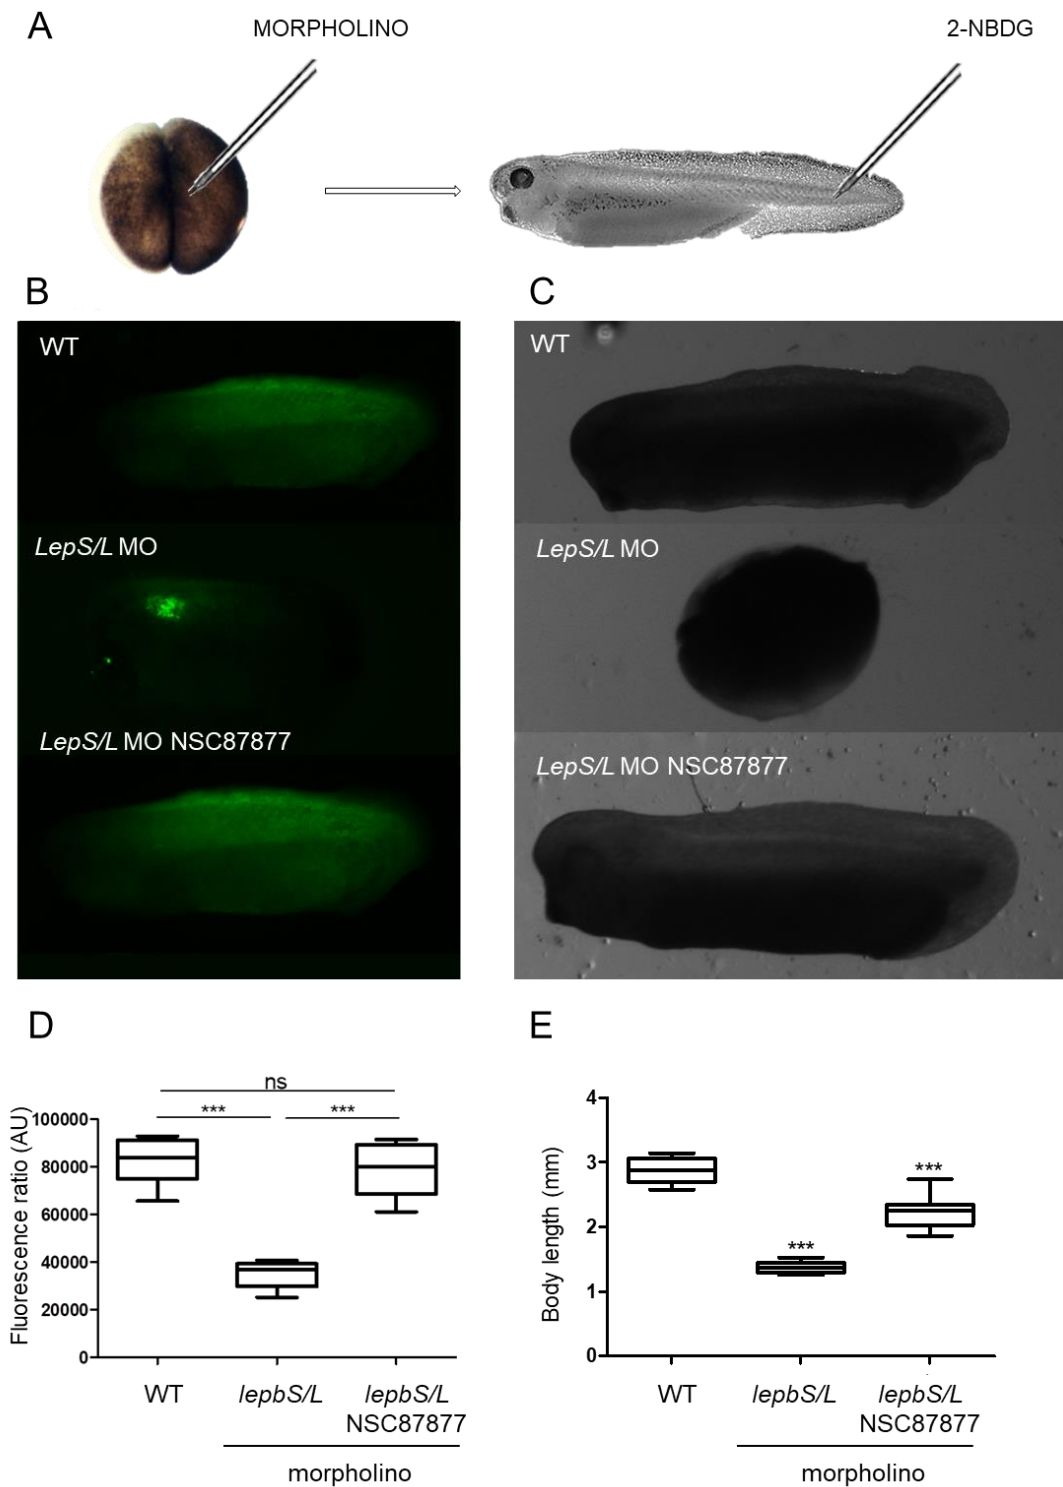 A
MORPHOLINO
2-NBDG
B
WT
LepS/L MO
LepS/L MO NSC87877
C
WT
LepS/L MO
LepS/L MO NSC87877
D
Fluorescence ratio (AU)
100000
80000
60000
40000
20000
0
ns
***
***
WT
lepbS/L
lepbS/L
NSC87877
morpholino
E
Body length (mm)
4
3
2
1
0
***
***
WT
lepbS/L
lepbS/L
NSC87877
morpholino